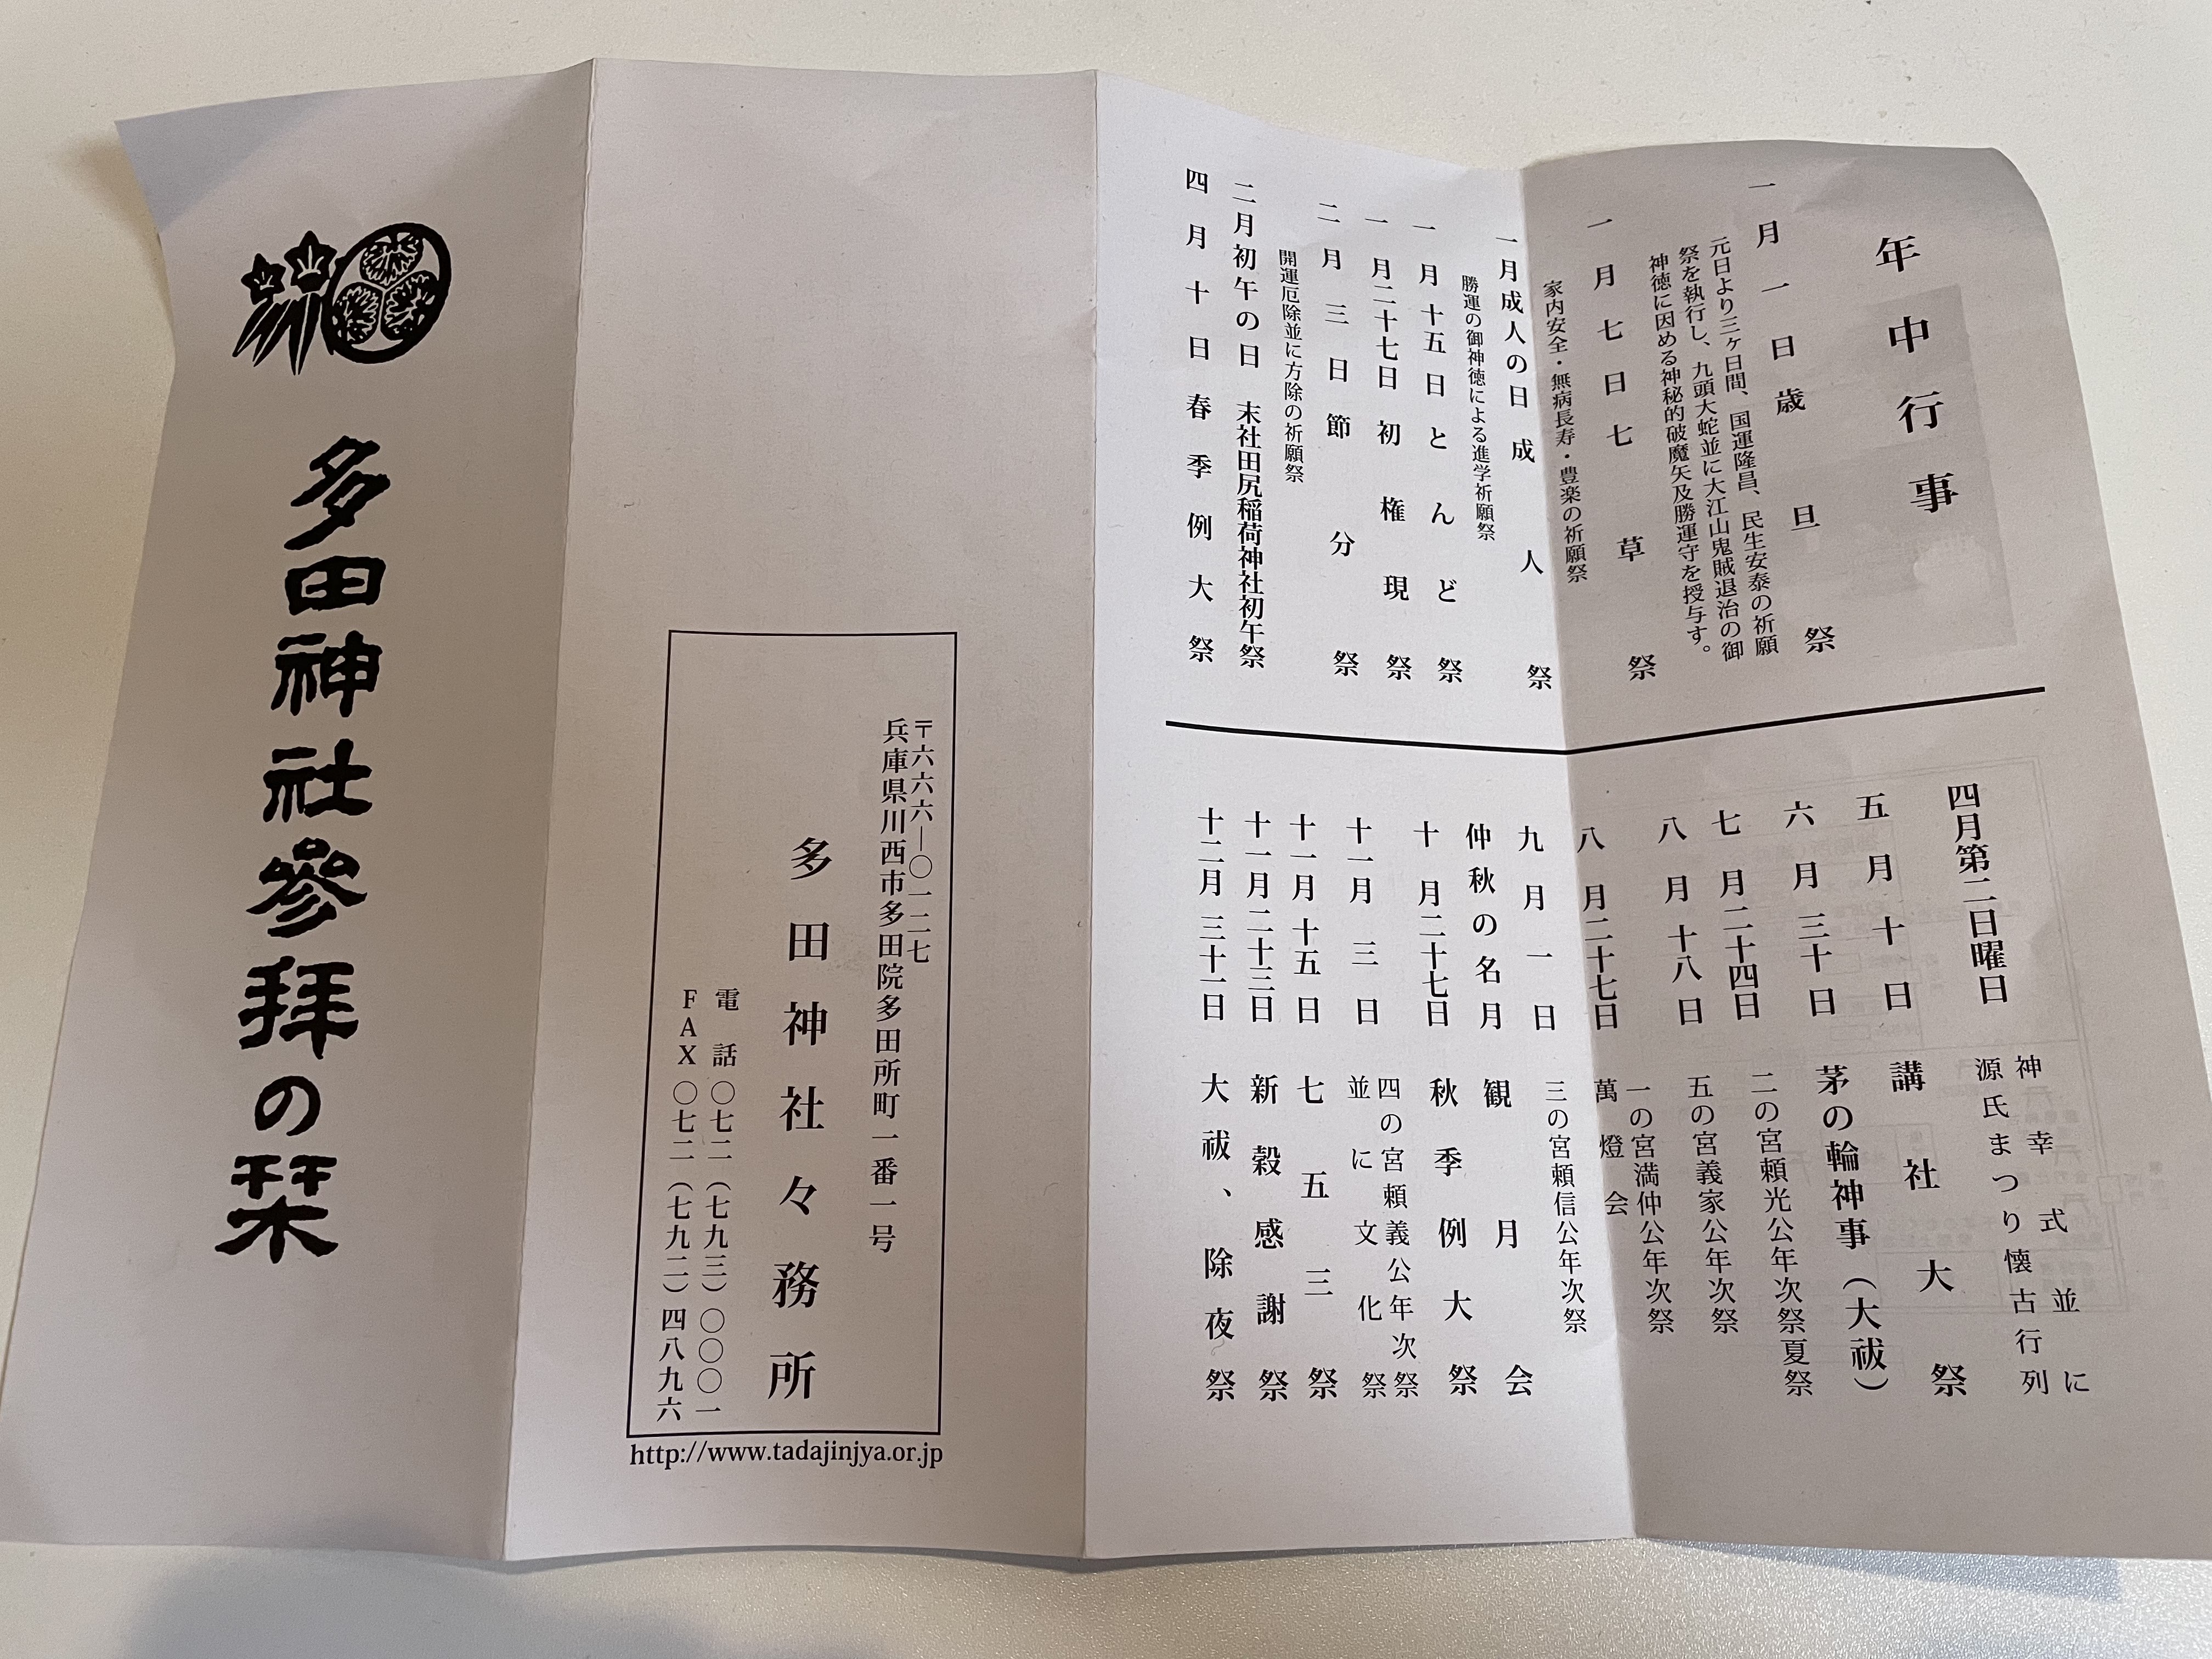 年中行事
一月一日 歳旦祭
元日より三ヶ日間、国運隆昌、民生安泰の祈願
祭を執行し、九頭大蛇並に大江山鬼賊退治の御
神徳に因める神秘的破魔矢及勝運守を授与す。
一月七日 七草祭
家内安全・無病長寿・豊楽の祈願祭
一月成人の日 成人祭
勝運の御神徳による進学祈願祭
一月十五日 とんど祭
一月二十七日 初権現祭
二月三日 節分祭
開運厄除並に方除の祈願祭
二月初午の日 末社田尻稲荷神社初午祭
四月十日 春季例大祭
四月第二日曜日 神幸式並に
源氏まつり懐古行列
五月十日 講社大祭
六月三十日 茅の輪神事(大祓)
七月二十四日 二の宮頼光公年次祭夏祭
八月十八日 五の宮義家公年次祭
八月二十七日 一の宮満仲公年次祭
萬燈会
九月一日 三の宮頼信公年次祭
仲秋の名月 観月会
十月二十七日 秋季例大祭
十一月三日 四の宮頼義公年次祭
並に文化祭
十一月十五日 七五三祭
十一月二十三日 新穀感謝祭
十二月三十一日 大祓、除夜祭
〒六六六―〇一二七
兵庫県川西市多田院多田所町一番一号
多田神社々務所
電話 〇七二(七九三)〇〇〇一
FAX 〇七二(七九二)四八九六
http://www.tadajinjya.or.jp
多田神社參拝の栞